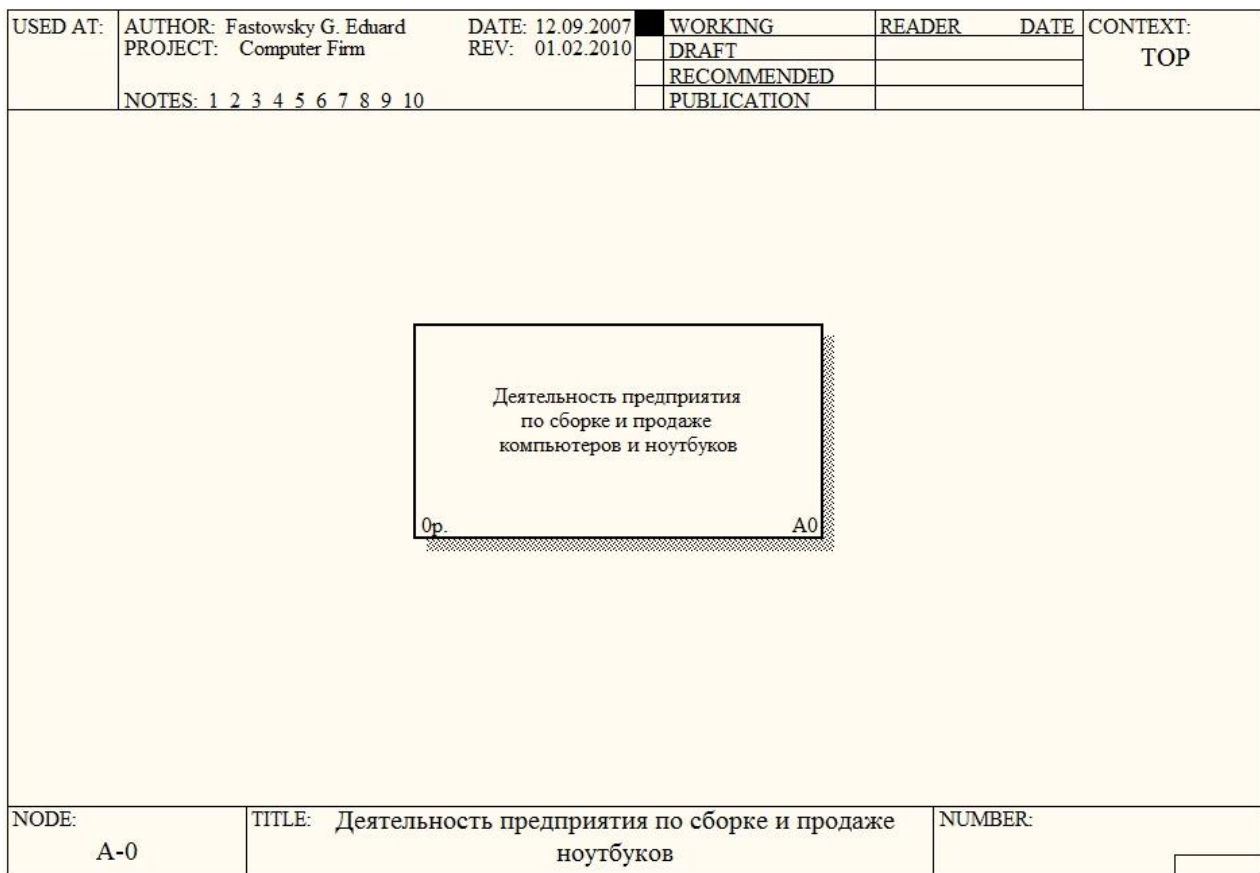 USED AT:
AUTHOR: Fastowsky G. Eduard DATE: 12.09.2007
PROJECT: Computer Firm REV: 01.02.2010
NOTES: 1 2 3 4 5 6 7 8 9 10
WORKING
DRAFT
RECOMMENDED
PUBLICATION
READER DATE
CONTEXT:
TOP
Деятельность предприятия
по сборке и продаже
компьютеров и ноутбуков
0р. A0
NODE:
A-0
TITLE: Деятельность предприятия по сборке и продаже
ноутбуков
NUMBER: